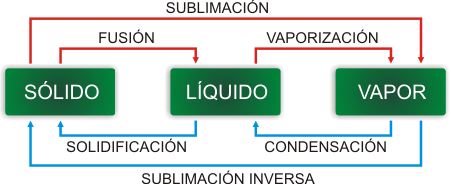 SUBLIMACIÓN
FUSIÓN
VAPORIZACIÓN
SÓLIDO
LÍQUIDO
VAPOR
SOLIDIFICACIÓN
CONDENSACIÓN
SUBLIMACIÓN INVERSA